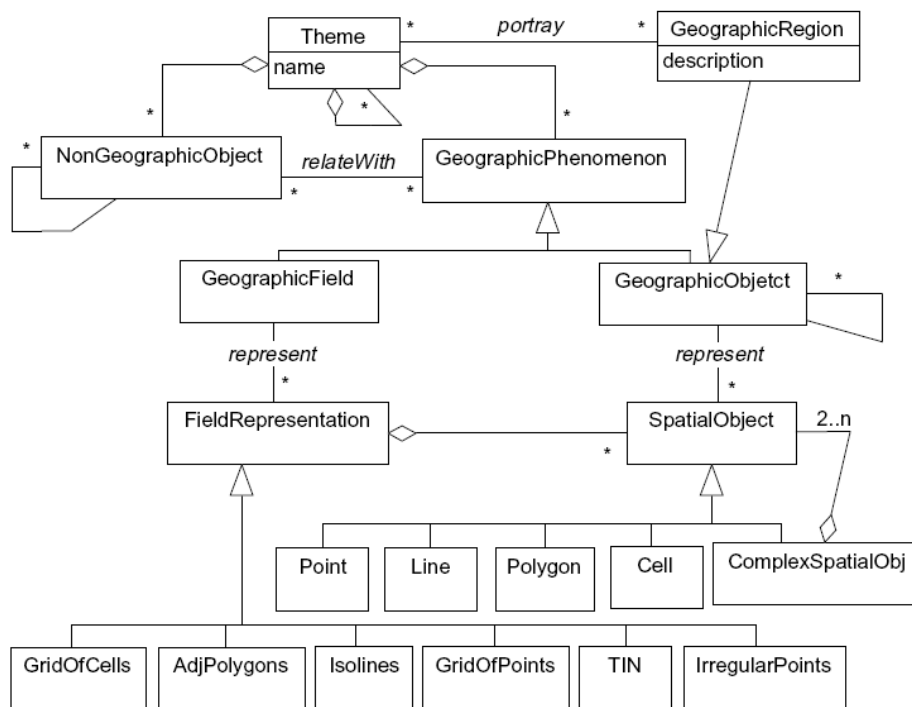 Theme
name
*
portray
*
GeographicRegion
description
*
*
*
*
NonGeographicObject
relateWith
*
*
GeographicPhenomenon
GeographicField
GeographicObjetct
*
represent
*
represent
*
FieldRepresentation
*
SpatialObject
2..n
Point
Line
Polygon
Cell
ComplexSpatialObj
GridOfCells
AdjPolygons
Isolines
GridOfPoints
TIN
IrregularPoints